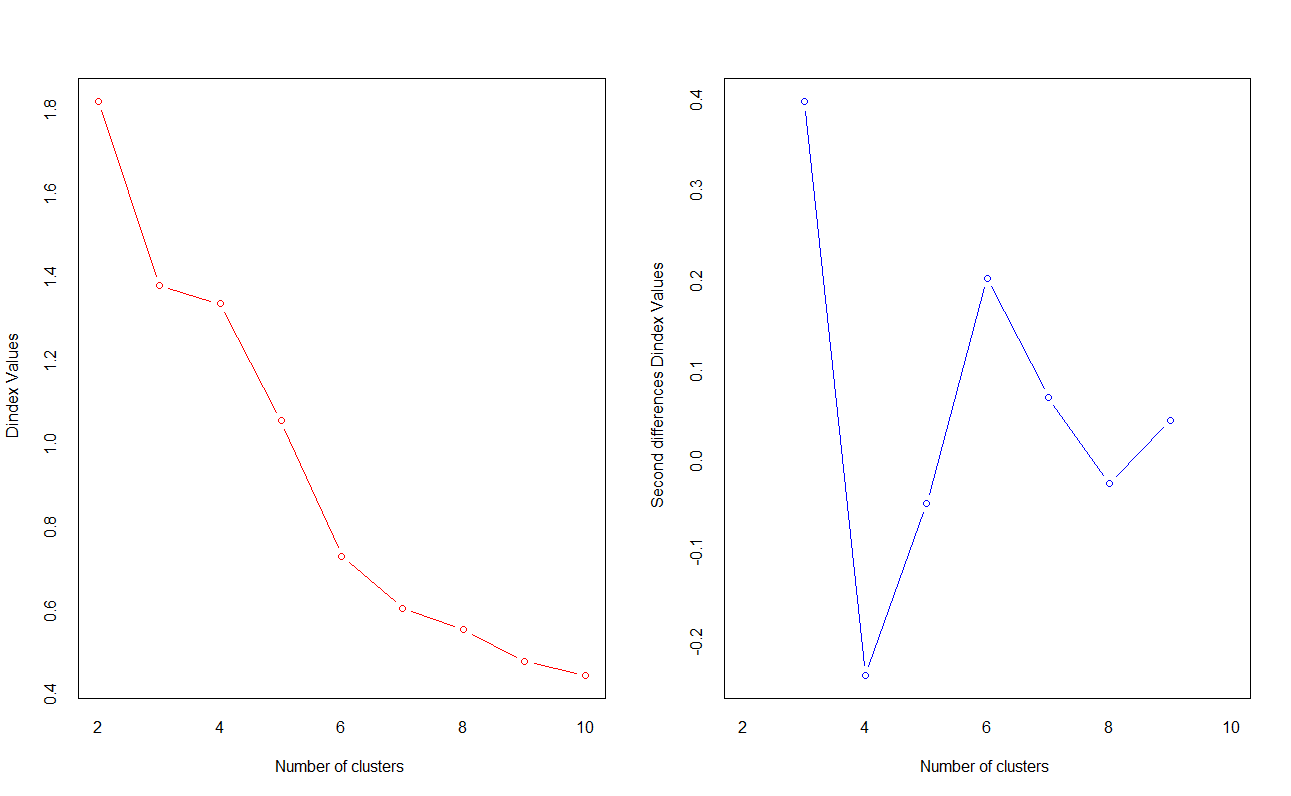 Dindex Values
1.8
1.6
1.4
1.2
1.0
0.8
0.6
0.4
2 4 6 8 10
Number of clusters
Second differences Dindex Values
0.4
0.3
0.2
0.1
0.0
-0.1
-0.2
2 4 6 8 10
Number of clusters